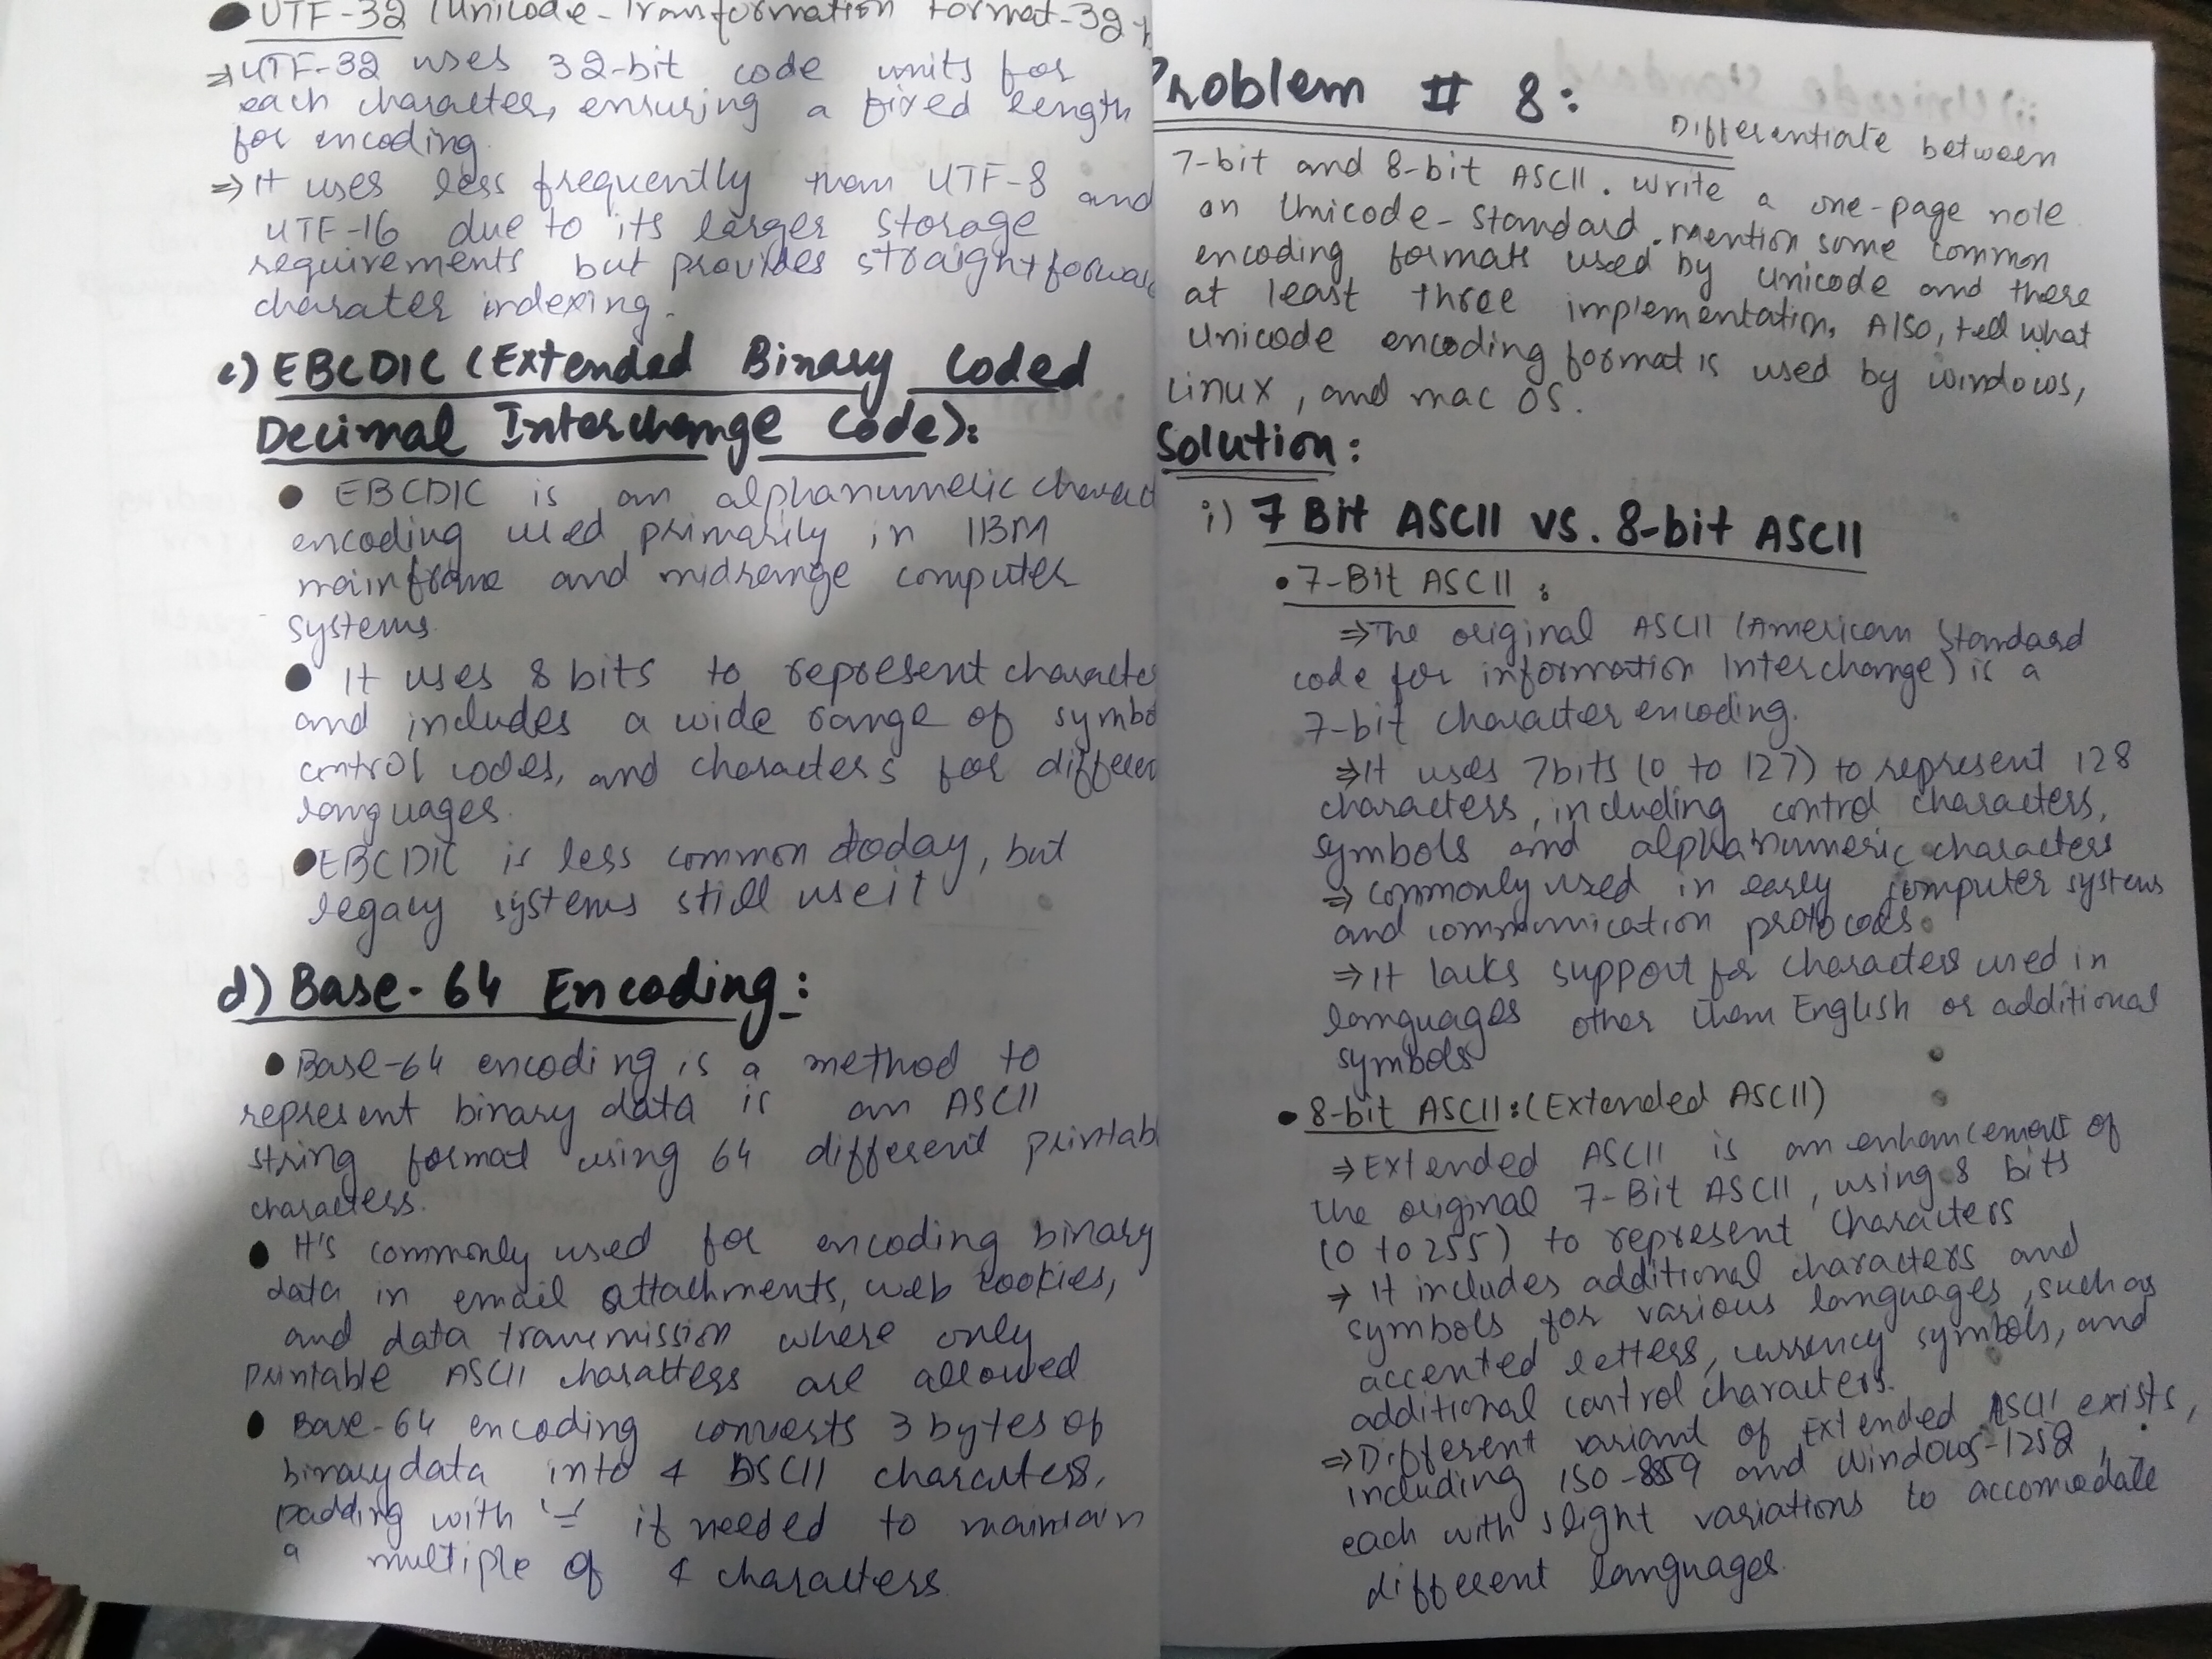 UTF-32 (Unicode-Transformation Format-32-
⇒ UTF-32 uses 32-bit code units for
each character, ensuring a fixed length
for encoding.
⇒ It uses less frequently than UTF-8 and
UTF-16 due to its larger storage
requirements but provides straightforwar
charater indexing.
c) EBCDIC (Extended Binary Coded
Decimal Interchange Code):
• EBCDIC is an alphanumeric charact
encoding used primarily in IBM
mainframe and midrange computer
systems.
• It uses 8 bits to represent characte
and includes a wide range of symbo
control codes, and characters for differen
languages.
• EBCDIC is less common today, but
legacy systems still use it
d) Base-64 Encoding:
• Base-64 encoding is a method to
represent binary data is an ASCII
string format using 64 different printab
characters.
• It's commonly used for encoding binary
data in email attachments, web cookies,
and data transmission where only
printable ASCII charatters are allowed
• Base-64 encoding converts 3 bytes of
binary data into 4 ASCII characters,
padding with '=' if needed to maintain
a multiple of 4 characters
Problem # 8:
Differentiate between
7-bit and 8-bit ASCII. Write a one-page note
on Unicode-Standard. Mention some common
encoding formats used by Unicode and there
at least three implementation. Also, tell what
Unicode encoding format is used by windows,
Linux, and mac OS.
Solution:
i) 7 Bit ASCII VS. 8-bit ASCII
• 7-Bit ASCII:
⇒ The original ASCII (American Standard
code for information Interchange) is a
7-bit character encoding.
⇒ It uses 7bits (0 to 127) to represent 128
characters, including control characters,
symbols and alphanumeric characters
⇒ commonly used in early computer systems
and communication protocols.
⇒ It lacks support for characters used in
languages other than English or additional
symbols
• 8-bit ASCII: (Extended ASCII)
⇒ Extended ASCII is an enhancement of
the original 7-Bit ASCII, using 8 bits
(0 to 255) to represent characters
⇒ It includes additional characters and
symbols for various languages, such as
accented letters, currency symbols, and
additional control characters.
⇒ Different variant of Extended ASCII exists,
including ISO-8859 and Windows-1252,
each with slight variations to accomodate
different languages.